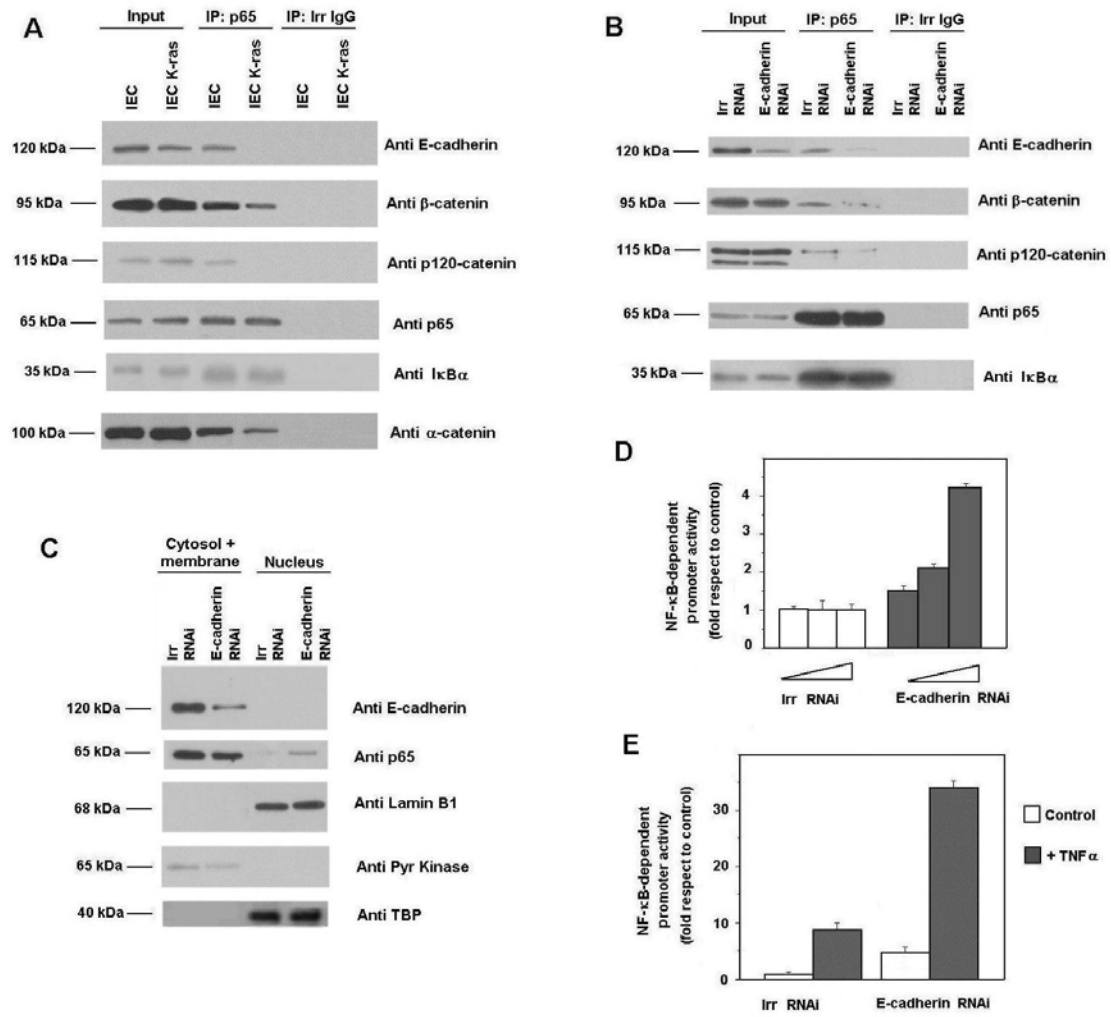 A
Input
IP: p65
IP: Irr IgG
IEC
IEC K-ras
IEC
IEC K-ras
IEC
IEC K-ras
120 kDa
Anti E-cadherin
95 kDa
Anti β-catenin
115 kDa
Anti p120-catenin
65 kDa
Anti p65
35 kDa
Anti IκBα
100 kDa
Anti α-catenin
B
Input
IP: p65
IP: Irr IgG
Irr RNAi
E-cadherin RNAi
Irr RNAi
E-cadherin RNAi
Irr RNAi
E-cadherin RNAi
120 kDa
Anti E-cadherin
95 kDa
Anti β-catenin
115 kDa
Anti p120-catenin
65 kDa
Anti p65
35 kDa
Anti IκBα
C
Cytosol +
membrane
Nucleus
Irr RNAi
E-cadherin RNAi
Irr RNAi
E-cadherin RNAi
120 kDa
Anti E-cadherin
65 kDa
Anti p65
68 kDa
Anti Lamin B1
65 kDa
Anti Pyr Kinase
40 kDa
Anti TBP
D
NF-κB-dependent
promoter activity
(fold respect to control)
4
3
2
1
0
Irr RNAi
E-cadherin RNAi
E
NF-κB-dependent
promoter activity
(fold respect to control)
30
20
10
0
Irr RNAi
E-cadherin RNAi
Control
+ TNFα